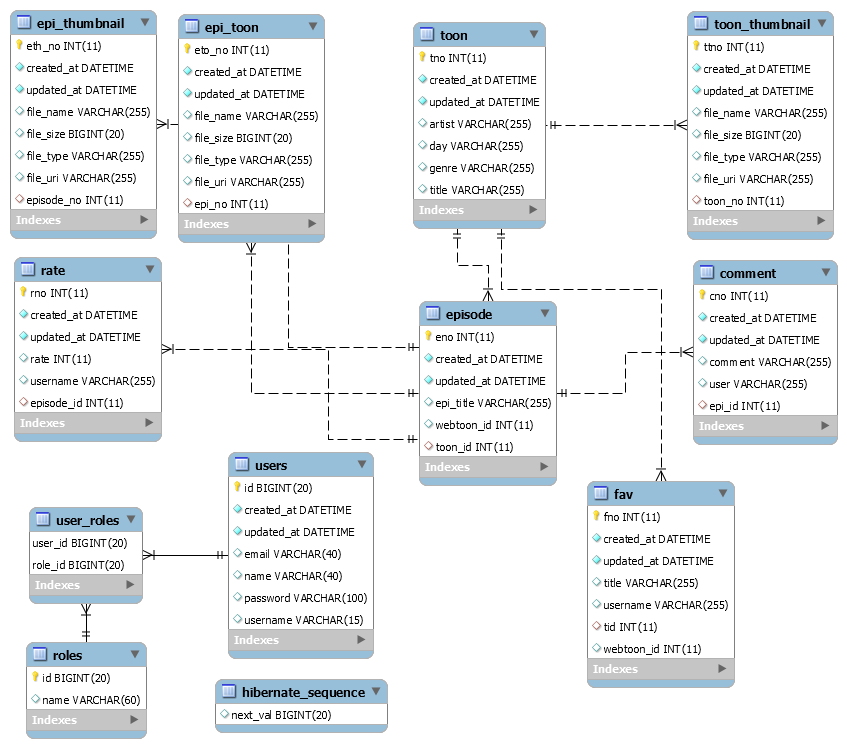 epi_thumbnail
eth_no INT(11)
created_at DATETIME
updated_at DATETIME
file_name VARCHAR(255)
file_size BIGINT(20)
file_type VARCHAR(255)
file_uri VARCHAR(255)
episode_no INT(11)
Indexes
epi_toon
eto_no INT(11)
created_at DATETIME
updated_at DATETIME
file_name VARCHAR(255)
file_size BIGINT(20)
file_type VARCHAR(255)
file_uri VARCHAR(255)
epi_no INT(11)
Indexes
toon
tno INT(11)
created_at DATETIME
updated_at DATETIME
artist VARCHAR(255)
day VARCHAR(255)
genre VARCHAR(255)
title VARCHAR(255)
Indexes
toon_thumbnail
ttno INT(11)
created_at DATETIME
updated_at DATETIME
file_name VARCHAR(255)
file_size BIGINT(20)
file_type VARCHAR(255)
file_uri VARCHAR(255)
toon_no INT(11)
Indexes
rate
rno INT(11)
created_at DATETIME
updated_at DATETIME
rate INT(11)
username VARCHAR(255)
episode_id INT(11)
Indexes
episode
eno INT(11)
created_at DATETIME
updated_at DATETIME
epi_title VARCHAR(255)
webtoon_id INT(11)
toon_id INT(11)
Indexes
comment
cno INT(11)
created_at DATETIME
updated_at DATETIME
comment VARCHAR(255)
user VARCHAR(255)
epi_id INT(11)
Indexes
users
id BIGINT(20)
created_at DATETIME
updated_at DATETIME
email VARCHAR(40)
name VARCHAR(40)
password VARCHAR(100)
username VARCHAR(15)
Indexes
fav
fno INT(11)
created_at DATETIME
updated_at DATETIME
title VARCHAR(255)
username VARCHAR(255)
tid INT(11)
webtoon_id INT(11)
Indexes
user_roles
user_id BIGINT(20)
role_id BIGINT(20)
Indexes
roles
id BIGINT(20)
name VARCHAR(60)
Indexes
hibernate_sequence
next_val BIGINT(20)